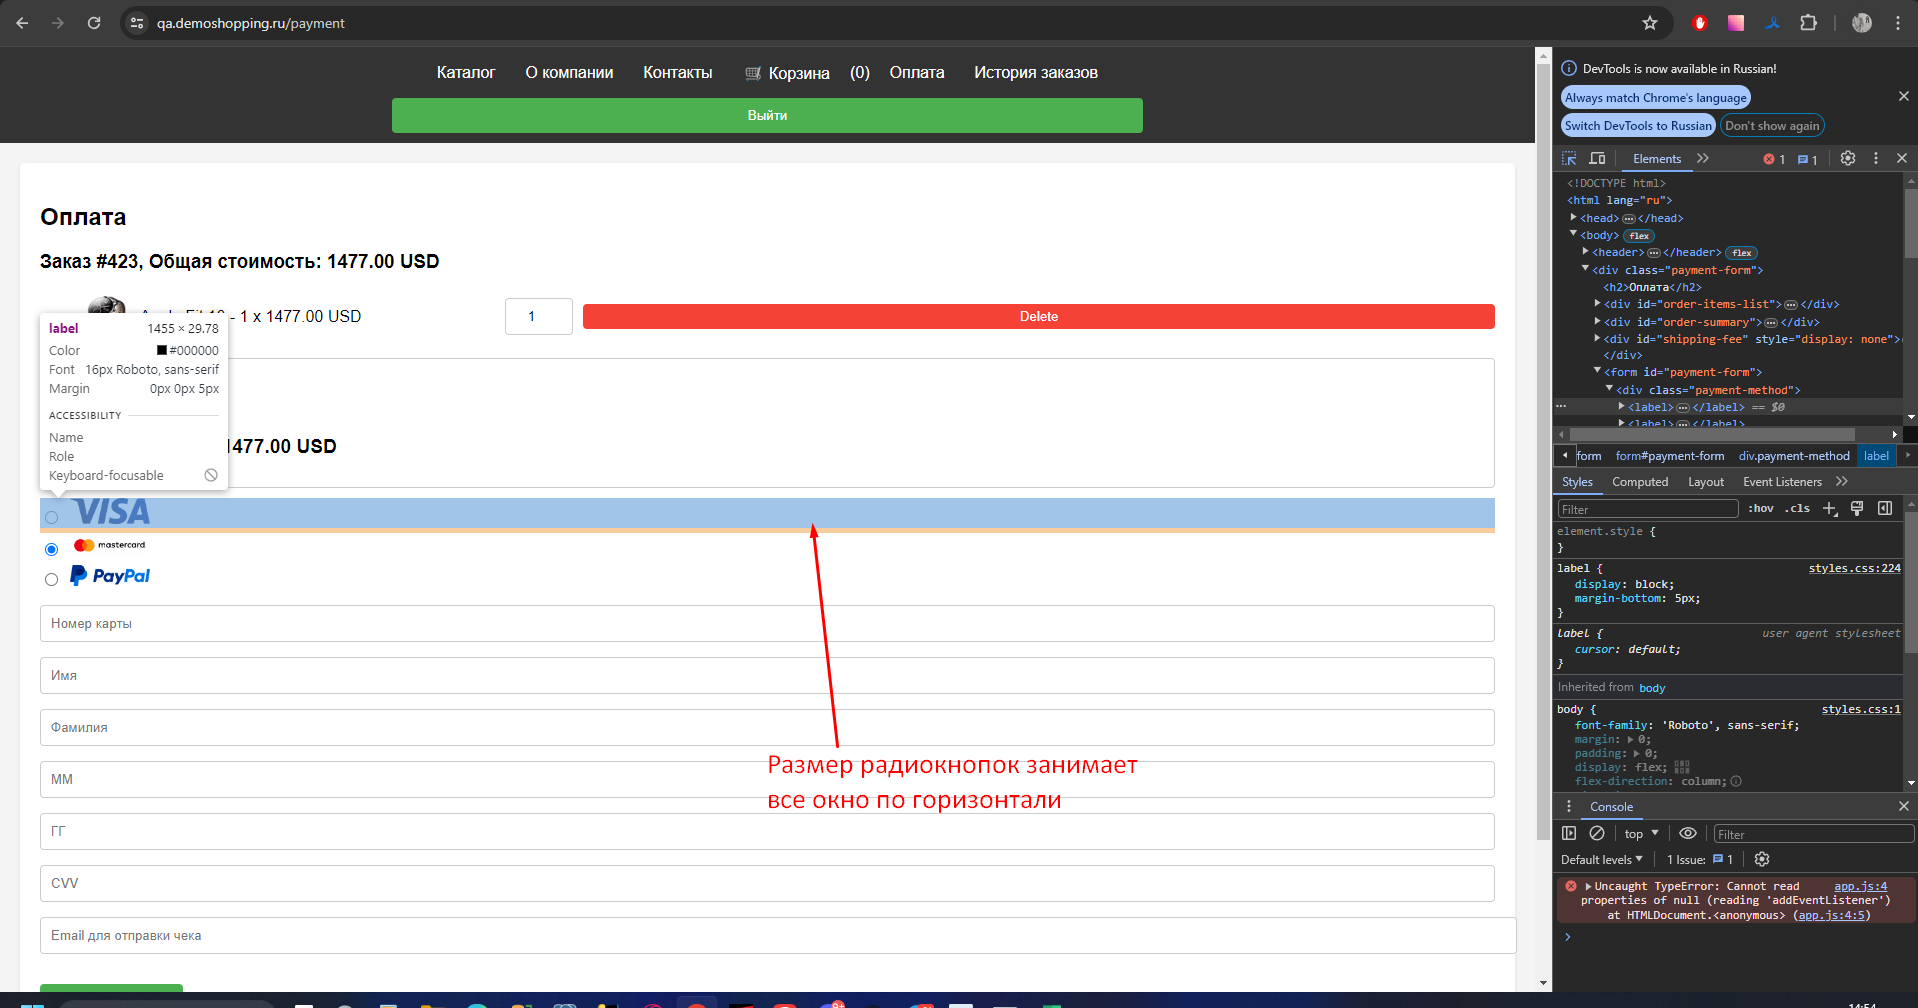 qa.demoshopping.ru/payment
Каталог О компании Контакты Корзина (0) Оплата История заказов
Выйти
Оплата
Заказ #423, Общая стоимость: 1477.00 USD
- 1 x 1477.00 USD 1 Delete
label 1455 × 29.78
Color #000000
Font 16px Roboto, sans-serif
Margin 0px 0px 5px
ACCESSIBILITY
Name
Role
Keyboard-focusable
1477.00 USD
VISA
mastercard.
PayPal
Номер карты
Имя
Фамилия
ММ
ГГ
CVV
Email для отправки чека
Размер радиокнопок занимает
все окно по горизонтали
DevTools is now available in Russian!
Always match Chrome's language
Switch DevTools to Russian Don't show again
Elements 1 1
<!DOCTYPE html>
<html lang="ru">
<head> </head>
<body> flex
<header> </header> flex
<div class="payment-form">
<h2>Оплата</h2>
<div id="order-items-list"> </div>
<div id="order-summary"> </div>
<div id="shipping-fee" style="display: none">
</div>
<form id="payment-form">
<div class="payment-method">
<label> </label> == $0
<label> </label>
form form#payment-form div.payment-method label
Styles Computed Layout Event Listeners
Filter :hov .cls
element.style {
}
label { styles.css:224
display: block;
margin-bottom: 5px;
}
label { user agent stylesheet
cursor: default;
}
Inherited from body
body { styles.css:1
font-family: 'Roboto', sans-serif;
margin: 0;
padding: 0;
display: flex;
flex-direction: column;
Console
top Filter
Default levels 1 Issue: 1
Uncaught TypeError: Cannot read app.js:4
properties of null (reading 'addEventListener')
at HTMLDocument.<anonymous> (app.js:4:5)
14:54